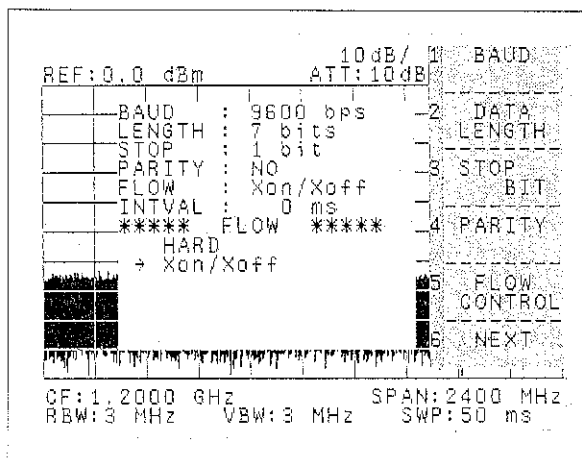 10dB/
REF:0.0 dBm ATT:10dB
BAUD : 9600 bps
LENGTH : 7 bits
STOP : 1 bit
PARITY : NO
FLOW : Xon/Xoff
INTVAL : 0 ms
***** FLOW *****
HARD
→ Xon/Xoff
CF:1.2000 GHz SPAN:2400 MHz
RBW:3 MHz VBW:3 MHz SWP:50 ms
1 BAUD
2 DATA
LENGTH
3 STOP
BIT
4 PARITY
5 FLOW
CONTROL
6 NEXT